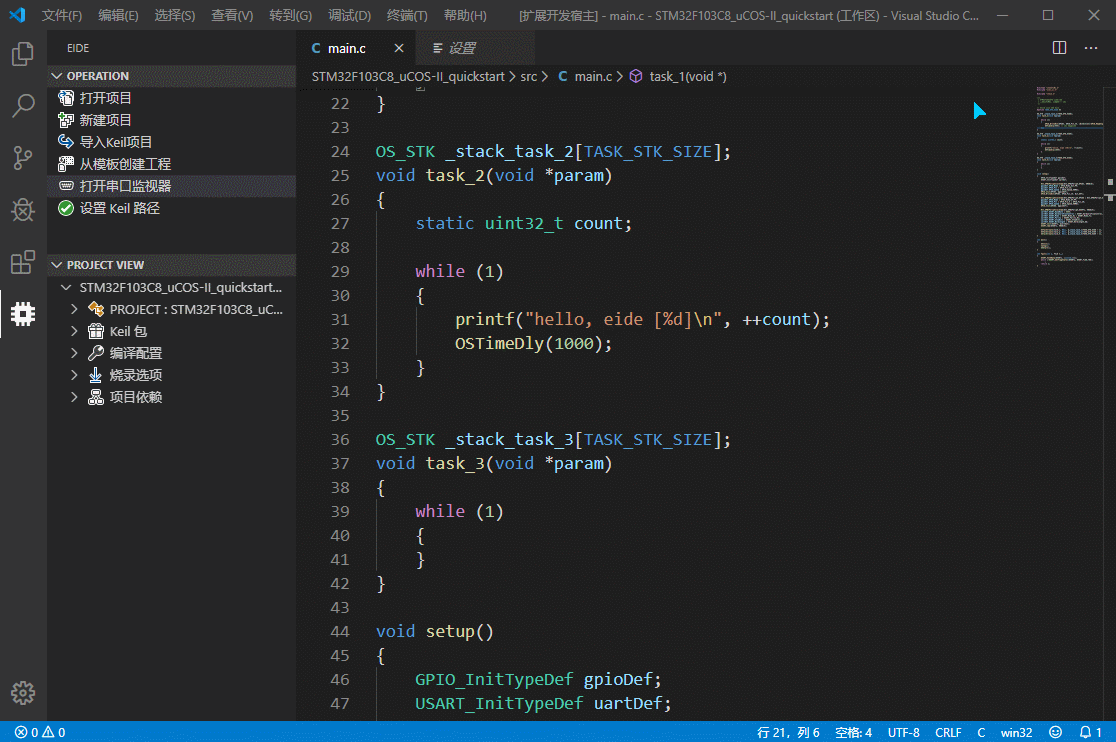 文件(F) 编辑(E) 选择(S) 查看(V) 转到(G) 调试(D) 终端(T) 帮助(H) [扩展开发宿主] - main.c - STM32F103C8_uCOS-II_quickstart (工作区) - Visual Studio C...
EIDE
OPERATION
打开项目
新建项目
导入Keil项目
从模板创建工程
打开串口监视器
设置 Keil 路径
PROJECT VIEW
STM32F103C8_uCOS-II_quickstart...
PROJECT : STM32F103C8_uC...
Keil 包
编译配置
烧录选项
项目依赖
C main.c 设置
STM32F103C8_uCOS-II_quickstart > src > C main.c > task_1(void *)
22 }
23
24 OS_STK _stack_task_2[TASK_STK_SIZE];
25 void task_2(void *param)
26 {
27 static uint32_t count;
28
29 while (1)
30 {
31 printf("hello, eide [%d]\n", ++count);
32 OSTimeDly(1000);
33 }
34 }
35
36 OS_STK _stack_task_3[TASK_STK_SIZE];
37 void task_3(void *param)
38 {
39 while (1)
40 {
41 }
42 }
43
44 void setup()
45 {
46 GPIO_InitTypeDef gpioDef;
47 USART_InitTypeDef uartDef;
0 0 行 21，列 6 空格: 4 UTF-8 CRLF C win32 1